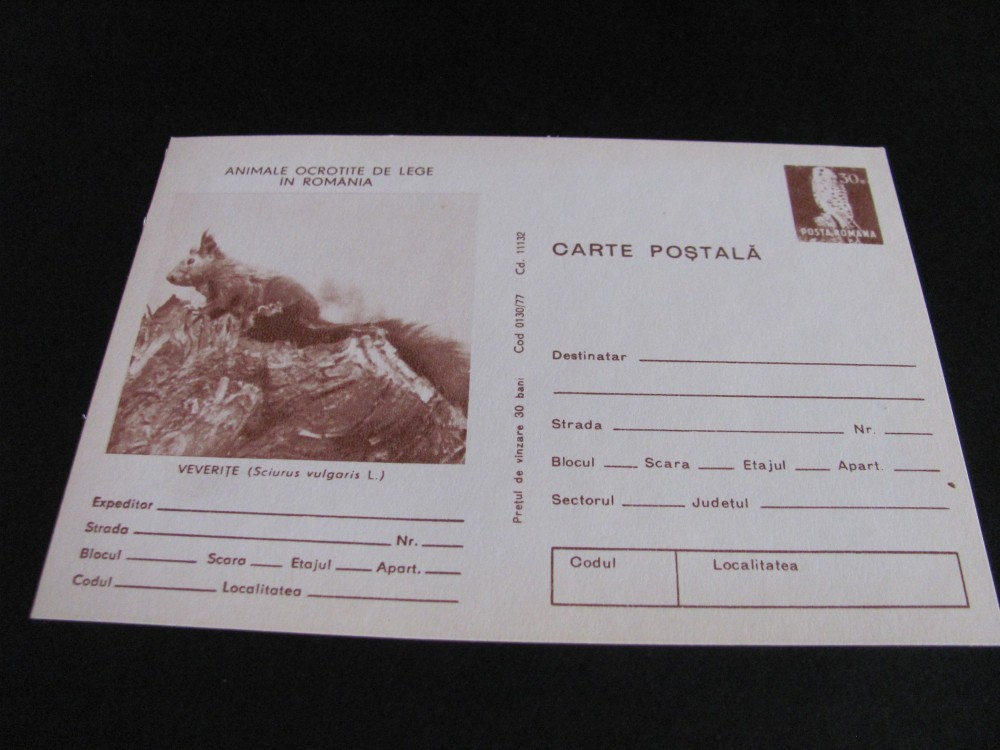 ANIMALE OCROTITE DE LEGE
IN ROMÂNIA
VEVERIȚE (Sciurus vulgaris L.)
Expeditor
Strada Nr.
Blocul Scara Etajul Apart.
Codul Localitatea
Prețul de vînzare 30 bani Cod 0130/77 Cd. 11132
30
POSTA ROMANA
CARTE POȘTALĂ
Destinatar
Strada Nr.
Blocul Scara Etajul Apart.
Sectorul Județul
Codul Localitatea